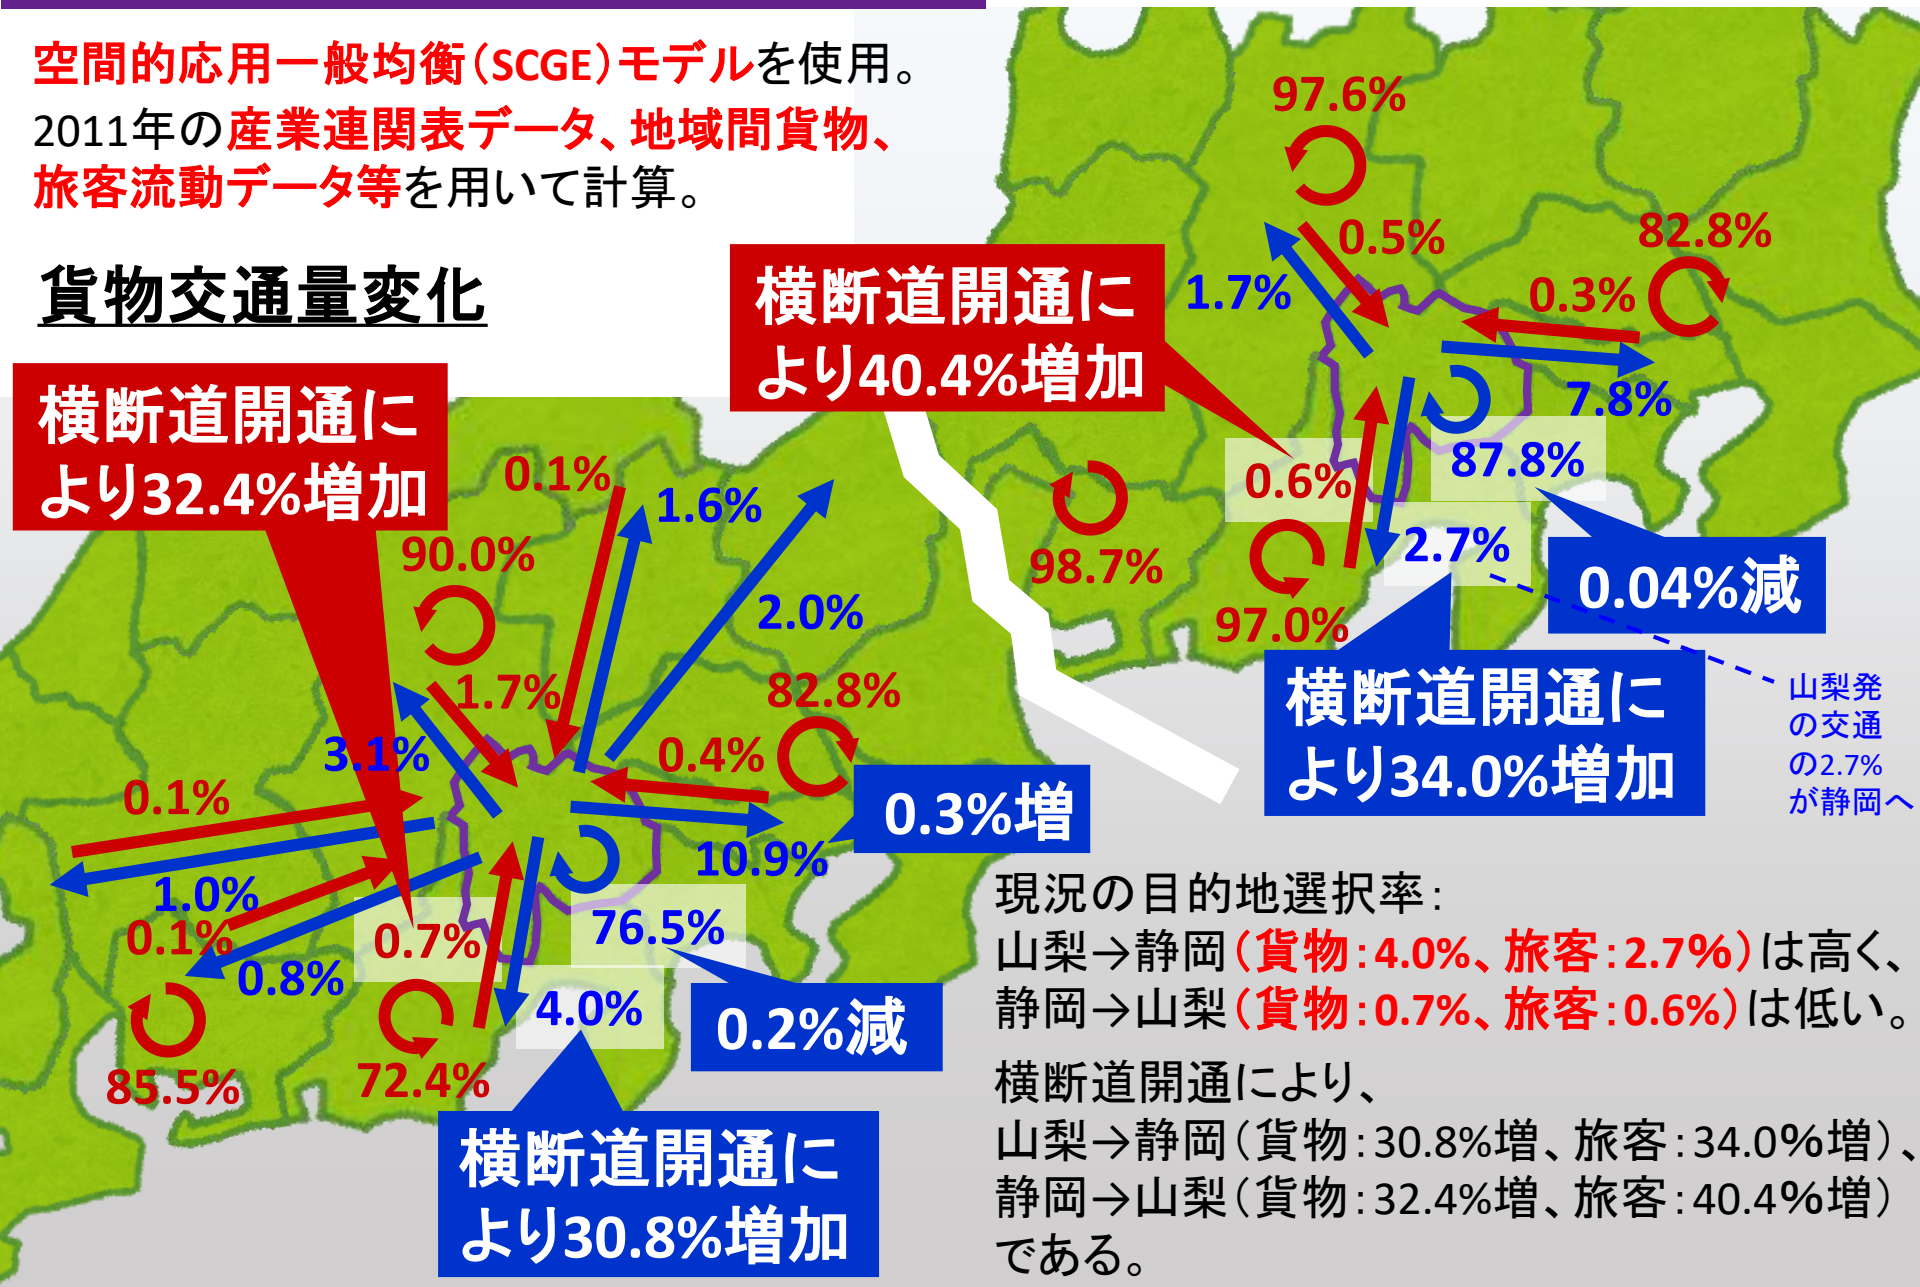 空間的応用一般均衡（SCGE）モデルを使用。
2011年の産業連関表データ、地域間貨物、
旅客流動データ等を用いて計算。
貨物交通量変化
横断道開通に
より32.4%増加
0.1%
1.6%
90.0%
2.0%
1.7%
82.8%
3.1%
0.4%
0.1%
0.3%増
10.9%
1.0%
0.1%
0.8%
0.7%
76.5%
4.0%
0.2%減
85.5%
72.4%
横断道開通に
より30.8%増加
97.6%
0.5%
82.8%
横断道開通に
より40.4%増加
1.7%
0.3%
7.8%
0.6%
87.8%
98.7%
2.7%
0.04%減
97.0%
横断道開通に
より34.0%増加
山梨発
の交通
の2.7%
が静岡へ
現況の目的地選択率：
山梨→静岡（貨物：4.0%、旅客：2.7%）は高く、
静岡→山梨（貨物：0.7%、旅客：0.6%）は低い。
横断道開通により、
山梨→静岡（貨物：30.8%増、旅客：34.0%増）、
静岡→山梨（貨物：32.4%増、旅客：40.4%増）
である。